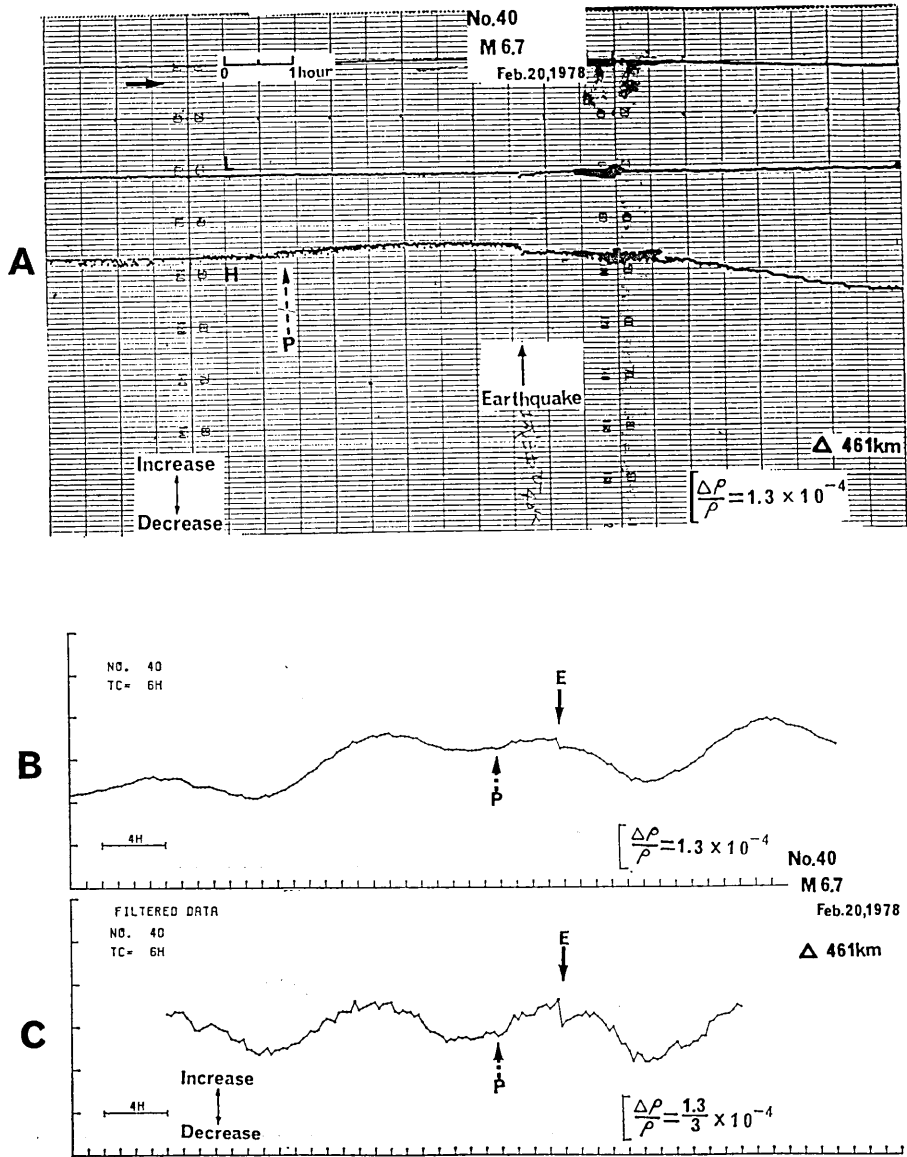 No.40
M 6.7
Feb.20,1978
0 1hour
L
A
H
P
Earthquake
Δ 461km
Increase
Decrease
Δρ/ρ = 1.3 × 10⁻⁴
NO. 40
TC= 6H
E
B
P
4H
Δρ/ρ = 1.3 × 10⁻⁴
No.40
M 6.7
Feb.20,1978
Δ 461km
FILTERED DATA
NO. 40
TC= 6H
E
C
P
Increase
4H
Decrease
Δρ/ρ = 1.3/3 × 10⁻⁴